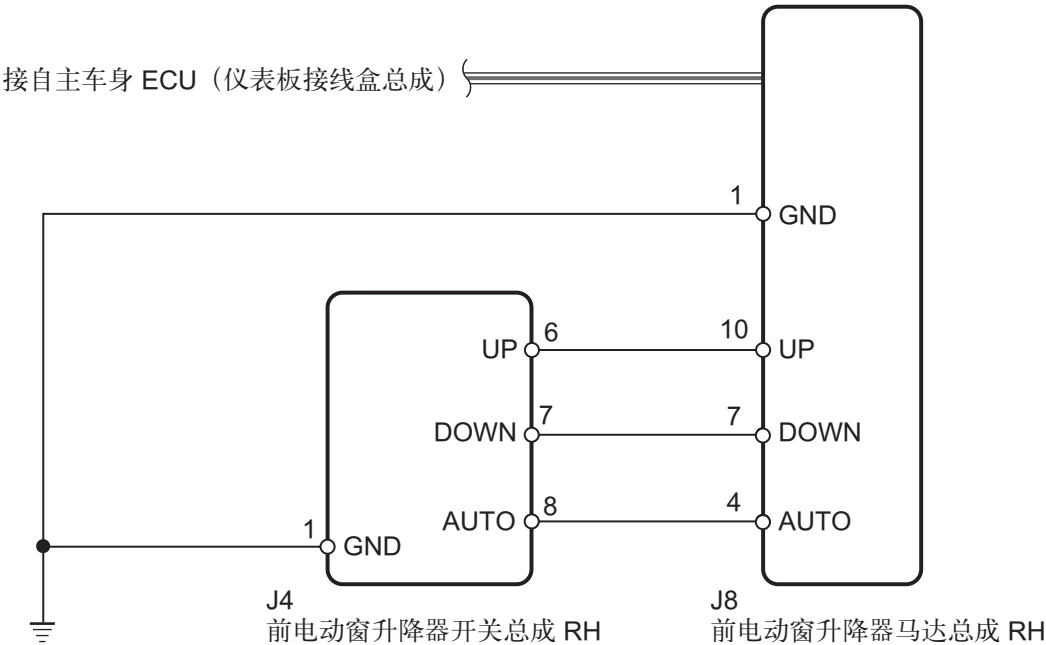 接自主车身 ECU（仪表板接线盒总成）
1
GND
6
10
UP
UP
7
7
DOWN
DOWN
8
4
AUTO
AUTO
1
GND
J4
前电动窗升降器开关总成 RH
J8
前电动窗升降器马达总成 RH